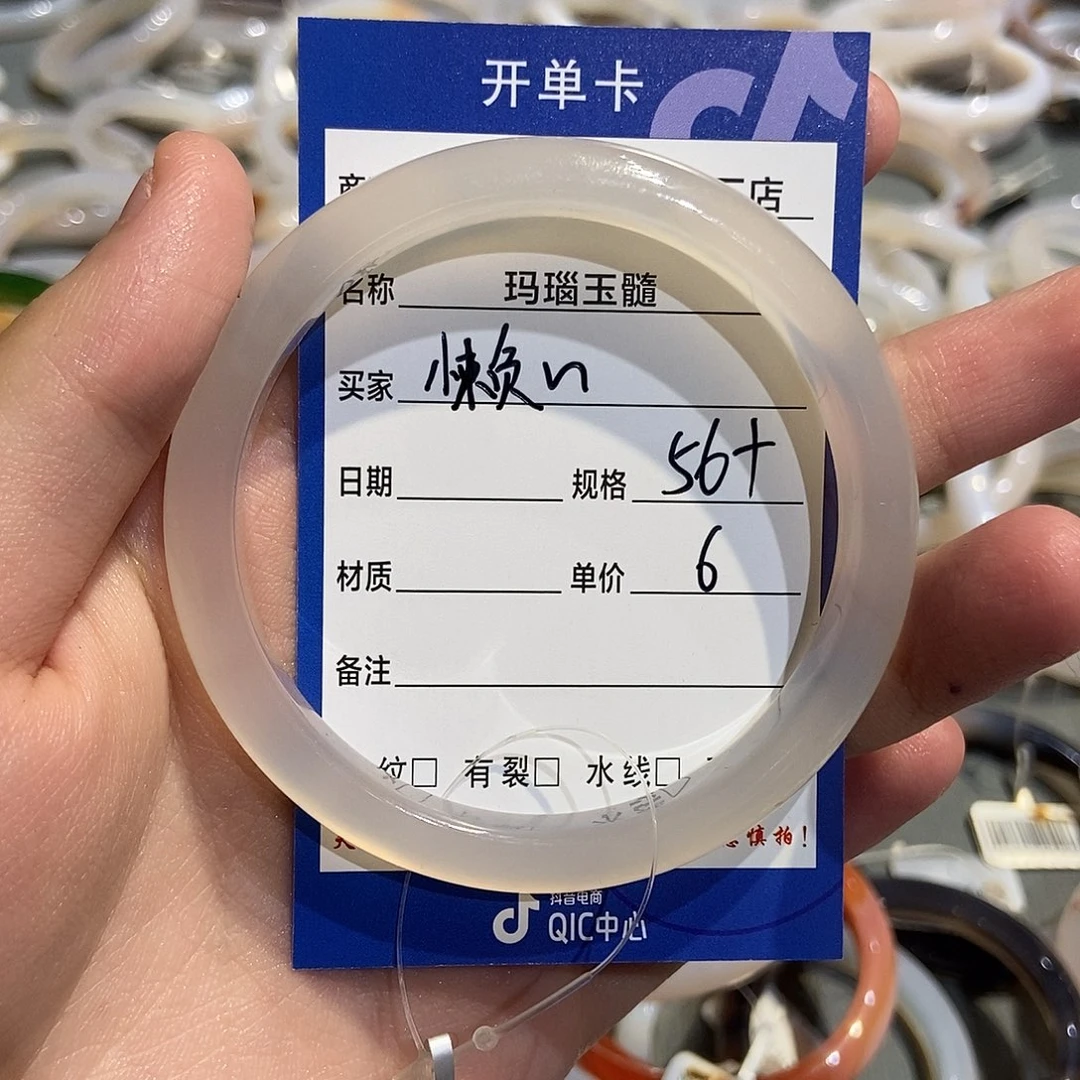 开单卡
店
名称 玛瑙玉髓
买家 懒负n
日期 规格 56+
材质 单价 6
备注
纹□ 有裂□ 水线□
慎拍!
抖音电商
QIC中心